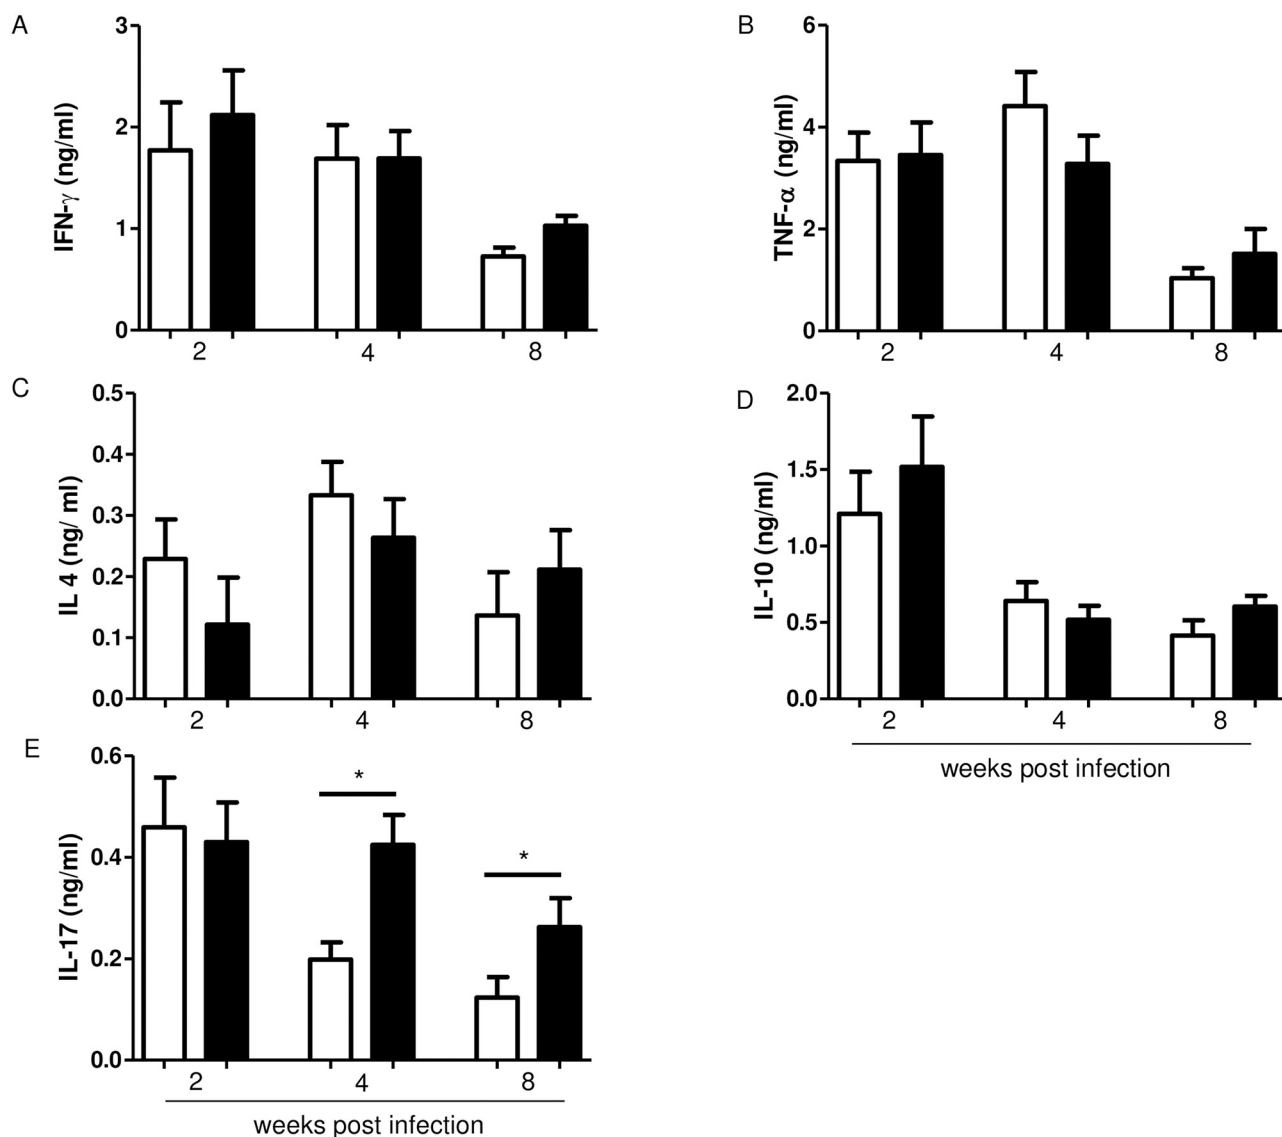 A
IFN-γ (ng/ml)
3
2
1
0
2 4 8
B
TNF-α (ng/ml)
6
4
2
0
2 4 8
C
IL 4 (ng/ ml)
0.5
0.4
0.3
0.2
0.1
0.0
2 4 8
D
IL-10 (ng/ml)
2.0
1.5
1.0
0.5
0.0
2 4 8
weeks post infection
E
IL-17 (ng/ml)
0.6
0.4
0.2
0.0
*
*
2 4 8
weeks post infection